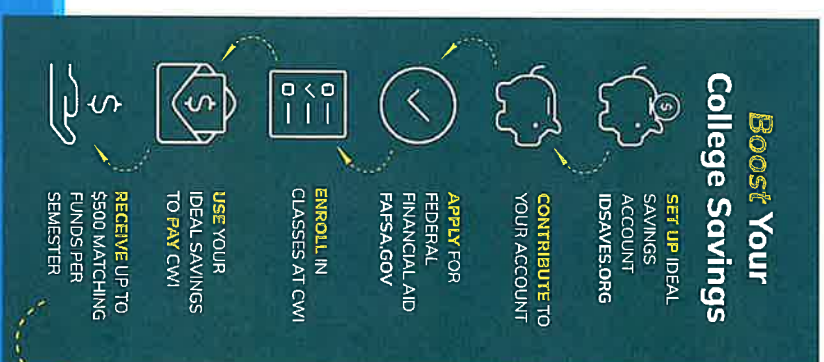 Boost Your
College Savings
SET UP IDEAL
SAVINGS
ACCOUNT
IDSAVES.ORG
CONTRIBUTE TO
YOUR ACCOUNT
APPLY FOR
FEDERAL
FINANCIAL AID
FAFSA.GOV
ENROLL IN
CLASSES AT CWI
USE YOUR
IDEAL SAVINGS
TO PAY CWI
RECEIVE UP TO
$500 MATCHING
FUNDS PER
SEMESTER